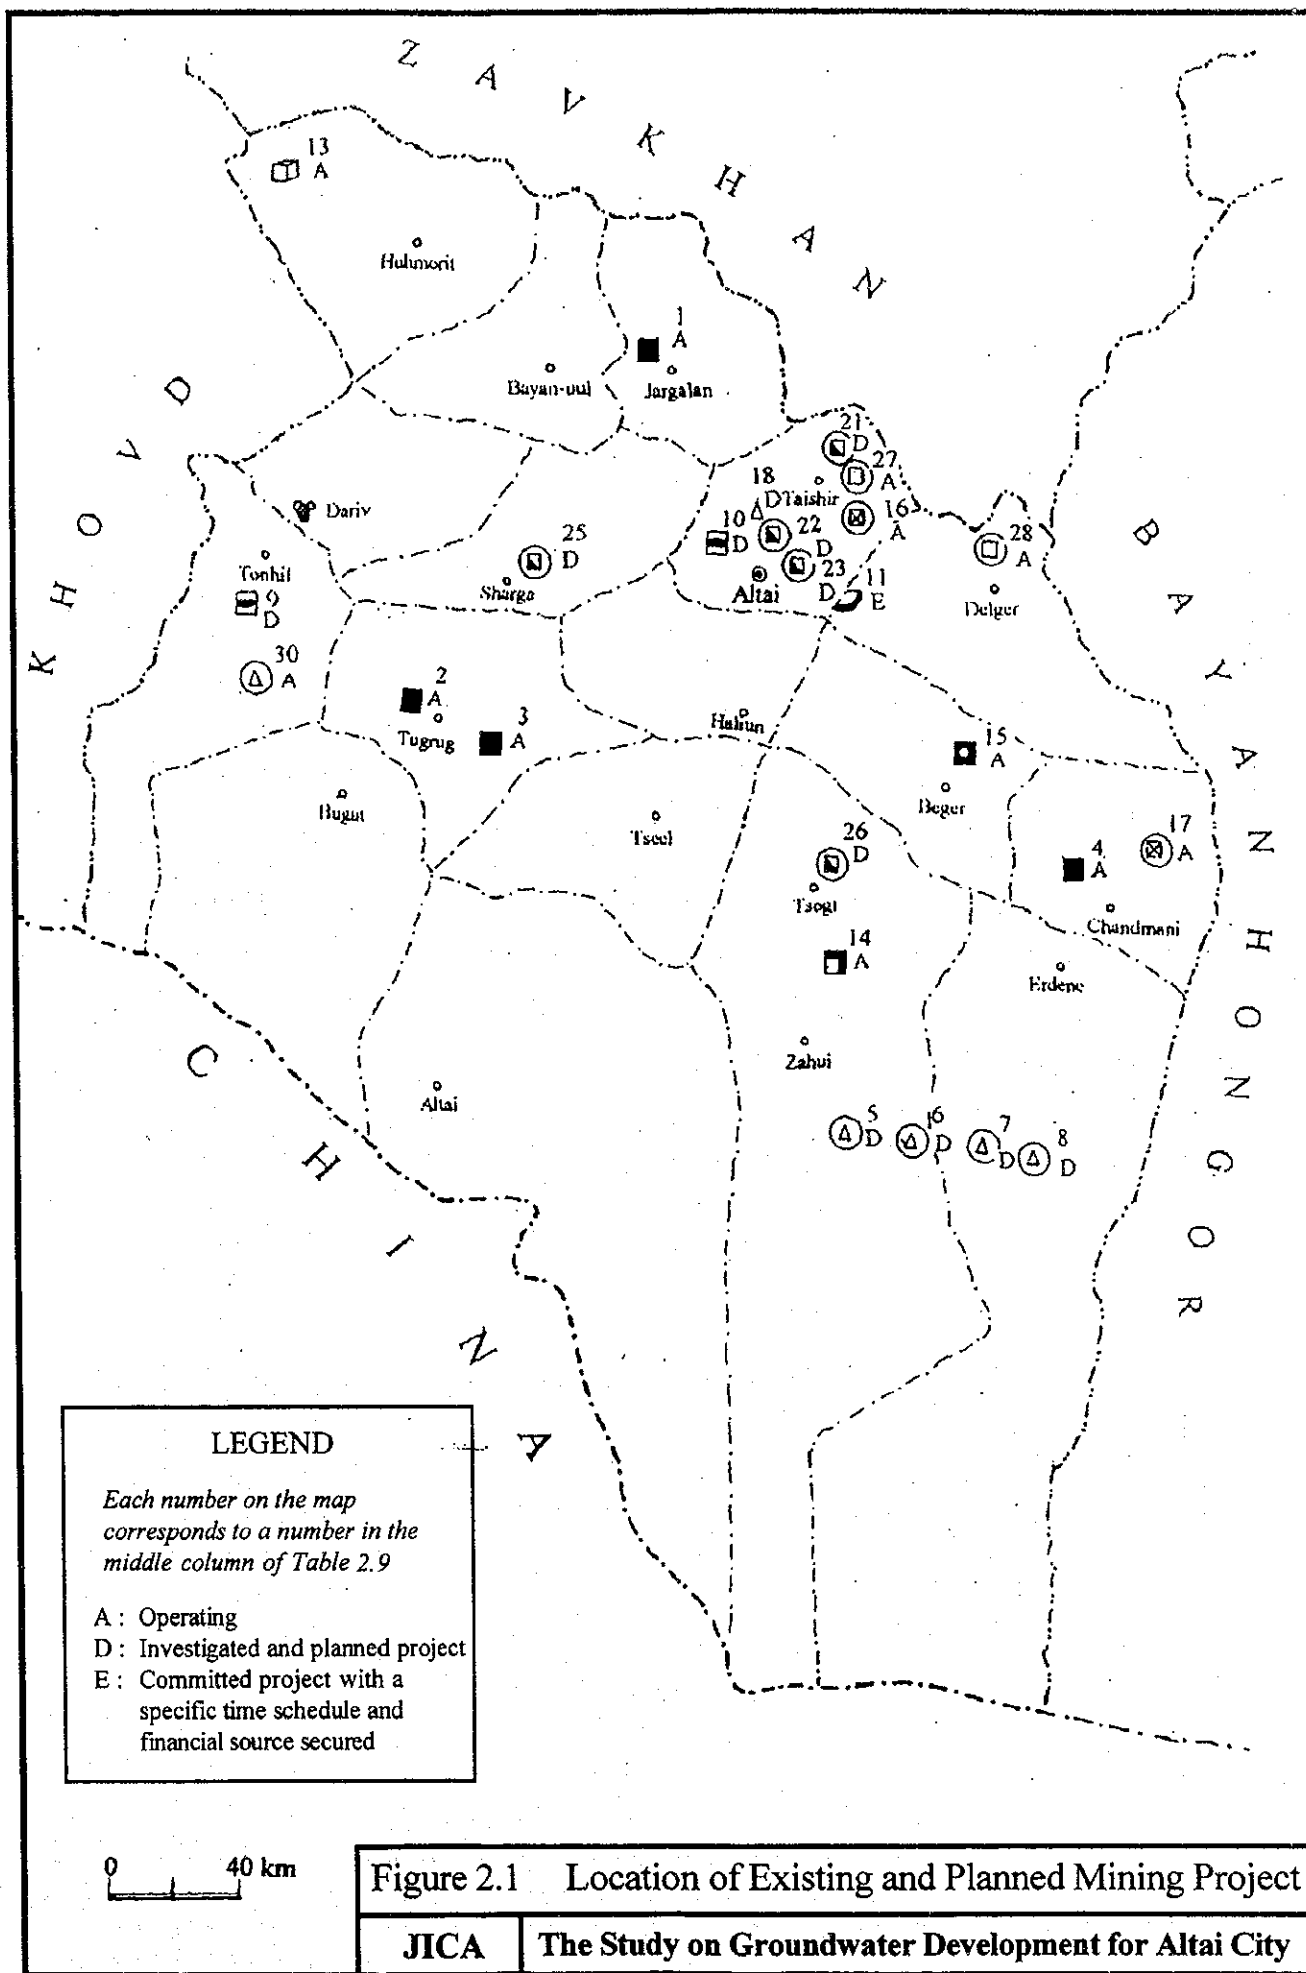 ZAVKHAN
13
A
Huhmorit
1
A
Bayan-uul
Jargalan
KHOVD
21
D
27
A
18
D
Taishir
16
A
10
D
22
D
28
A
Dariv
25
D
23
D
11
E
Tonhil
Sharga
Altai
Delger
9
D
BAYANHONGOR
30
A
2
A
3
A
Tugrug
Haliun
15
A
Bugat
Tseel
Beger
26
D
4
A
17
A
Tsogt
Chandmani
14
A
Erdene
Zahui
CHINA
Altai
5
D
6
D
7
D
8
D
LEGEND
Each number on the map
corresponds to a number in the
middle column of Table 2.9
A : Operating
D : Investigated and planned project
E : Committed project with a
specific time schedule and
financial source secured
0 40 km
Figure 2.1 Location of Existing and Planned Mining Project
JICA The Study on Groundwater Development for Altai City